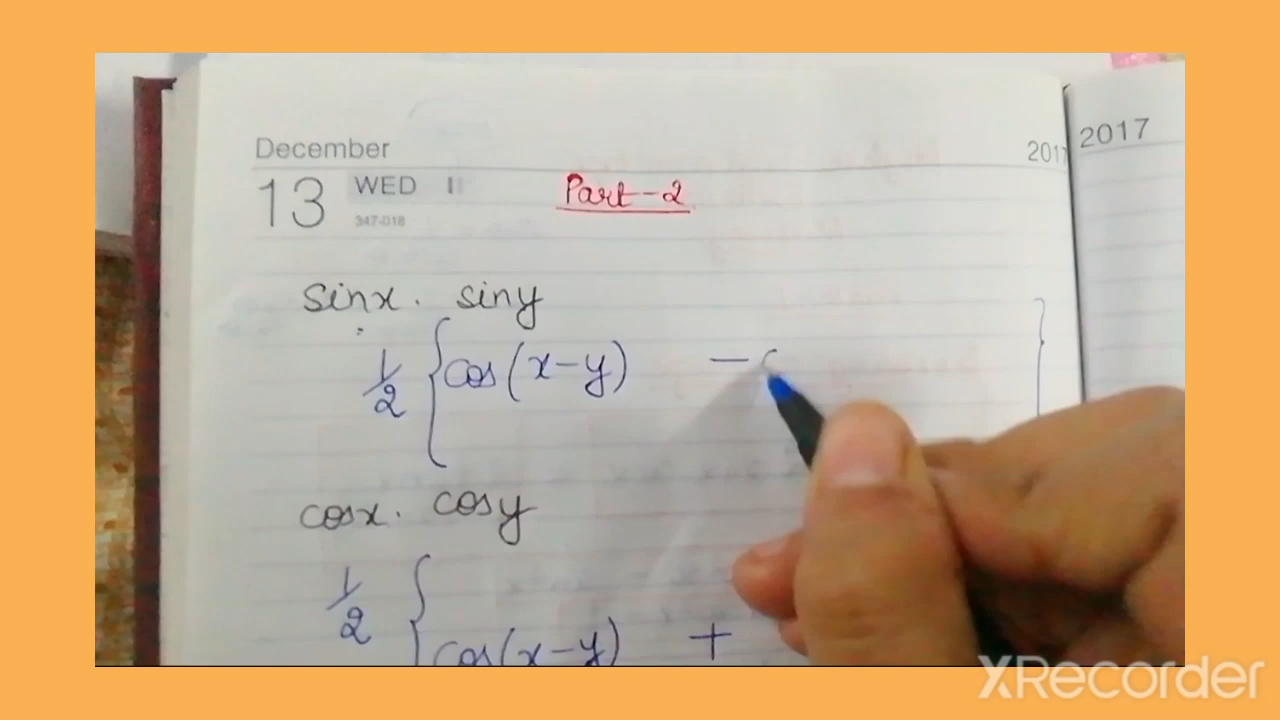 December 2017
2017
13 WED
347-018
Part-2
sinx . siny
1/2 { cos(x-y) - }
cosx . cosy
1/2 { cos(x-y) +
XRecorder